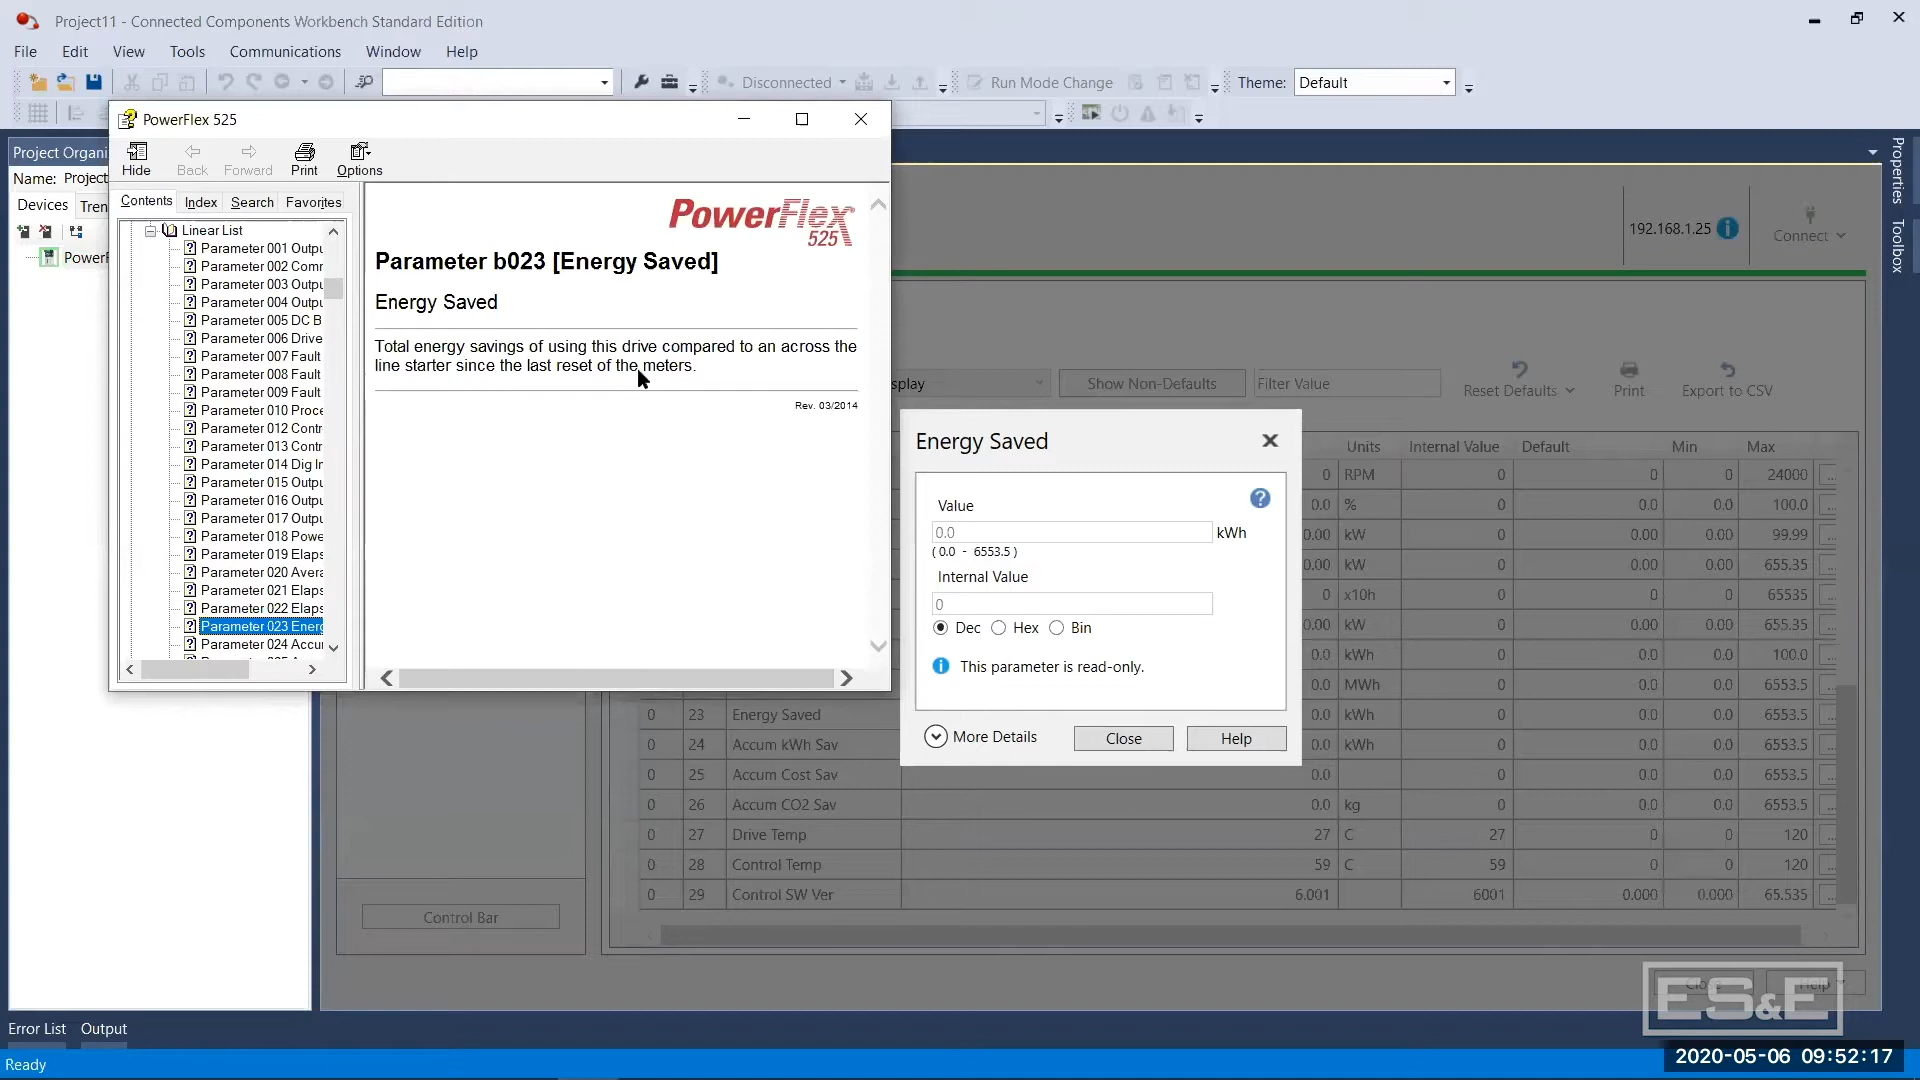 Project11 - Connected Components Workbench Standard Edition
File Edit View Tools Communications Window Help
Disconnected Run Mode Change Theme: Default
PowerFlex 525
Hide Back Forward Print Options
Contents Index Search Favorites
Project Organi
Name: Project
Devices Tren
PowerF
Linear List
Parameter 001 Outpu
Parameter 002 Comm
Parameter 003 Outpu
Parameter 004 Outpu
Parameter 005 DC B
Parameter 006 Drive
Parameter 007 Fault
Parameter 008 Fault
Parameter 009 Fault
Parameter 010 Proce
Parameter 012 Contr
Parameter 013 Contr
Parameter 014 Dig In
Parameter 015 Outpu
Parameter 016 Outpu
Parameter 017 Outpu
Parameter 018 Powe
Parameter 019 Elaps
Parameter 020 Avera
Parameter 021 Elaps
Parameter 022 Elaps
Parameter 023 Energ
Parameter 024 Accur
PowerFlex
525
Parameter b023 [Energy Saved]
Energy Saved
Total energy savings of using this drive compared to an across the
line starter since the last reset of the meters.
Rev. 03/2014
192.168.1.25 Connect
Properties
Toolbox
splay Show Non-Defaults Filter Value Reset Defaults Print Export to CSV
Energy Saved
Value
0.0 kWh
( 0.0 - 6553.5 )
Internal Value
0
Dec Hex Bin
This parameter is read-only.
More Details Close Help
Units Internal Value Default Min Max
0 RPM 0 0 0 24000 ...
0.0 % 0 0.0 0.0 100.0 ...
0.00 kW 0 0.00 0.00 99.99 ...
0.00 kW 0 0.00 0.00 655.35 ...
0 x10h 0 0 0 65535 ...
0.00 kW 0 0.00 0.00 655.35 ...
0.0 kWh 0 0.0 0.0 100.0 ...
0.0 MWh 0 0.0 0.0 6553.5 ...
0 23 Energy Saved 0.0 kWh 0 0.0 0.0 6553.5 ...
0 24 Accum kWh Sav 0.0 kWh 0 0.0 0.0 6553.5 ...
0 25 Accum Cost Sav 0.0 0 0.0 0.0 6553.5 ...
0 26 Accum CO2 Sav 0.0 kg 0 0.0 0.0 6553.5 ...
0 27 Drive Temp 27 C 27 0 0 120 ...
0 28 Control Temp 59 C 59 0 0 120 ...
0 29 Control SW Ver 6.001 6001 0.000 0.000 65.535 ...
Control Bar
Close Help
ES&E
Error List Output
Ready
2020-05-06 09:52:17